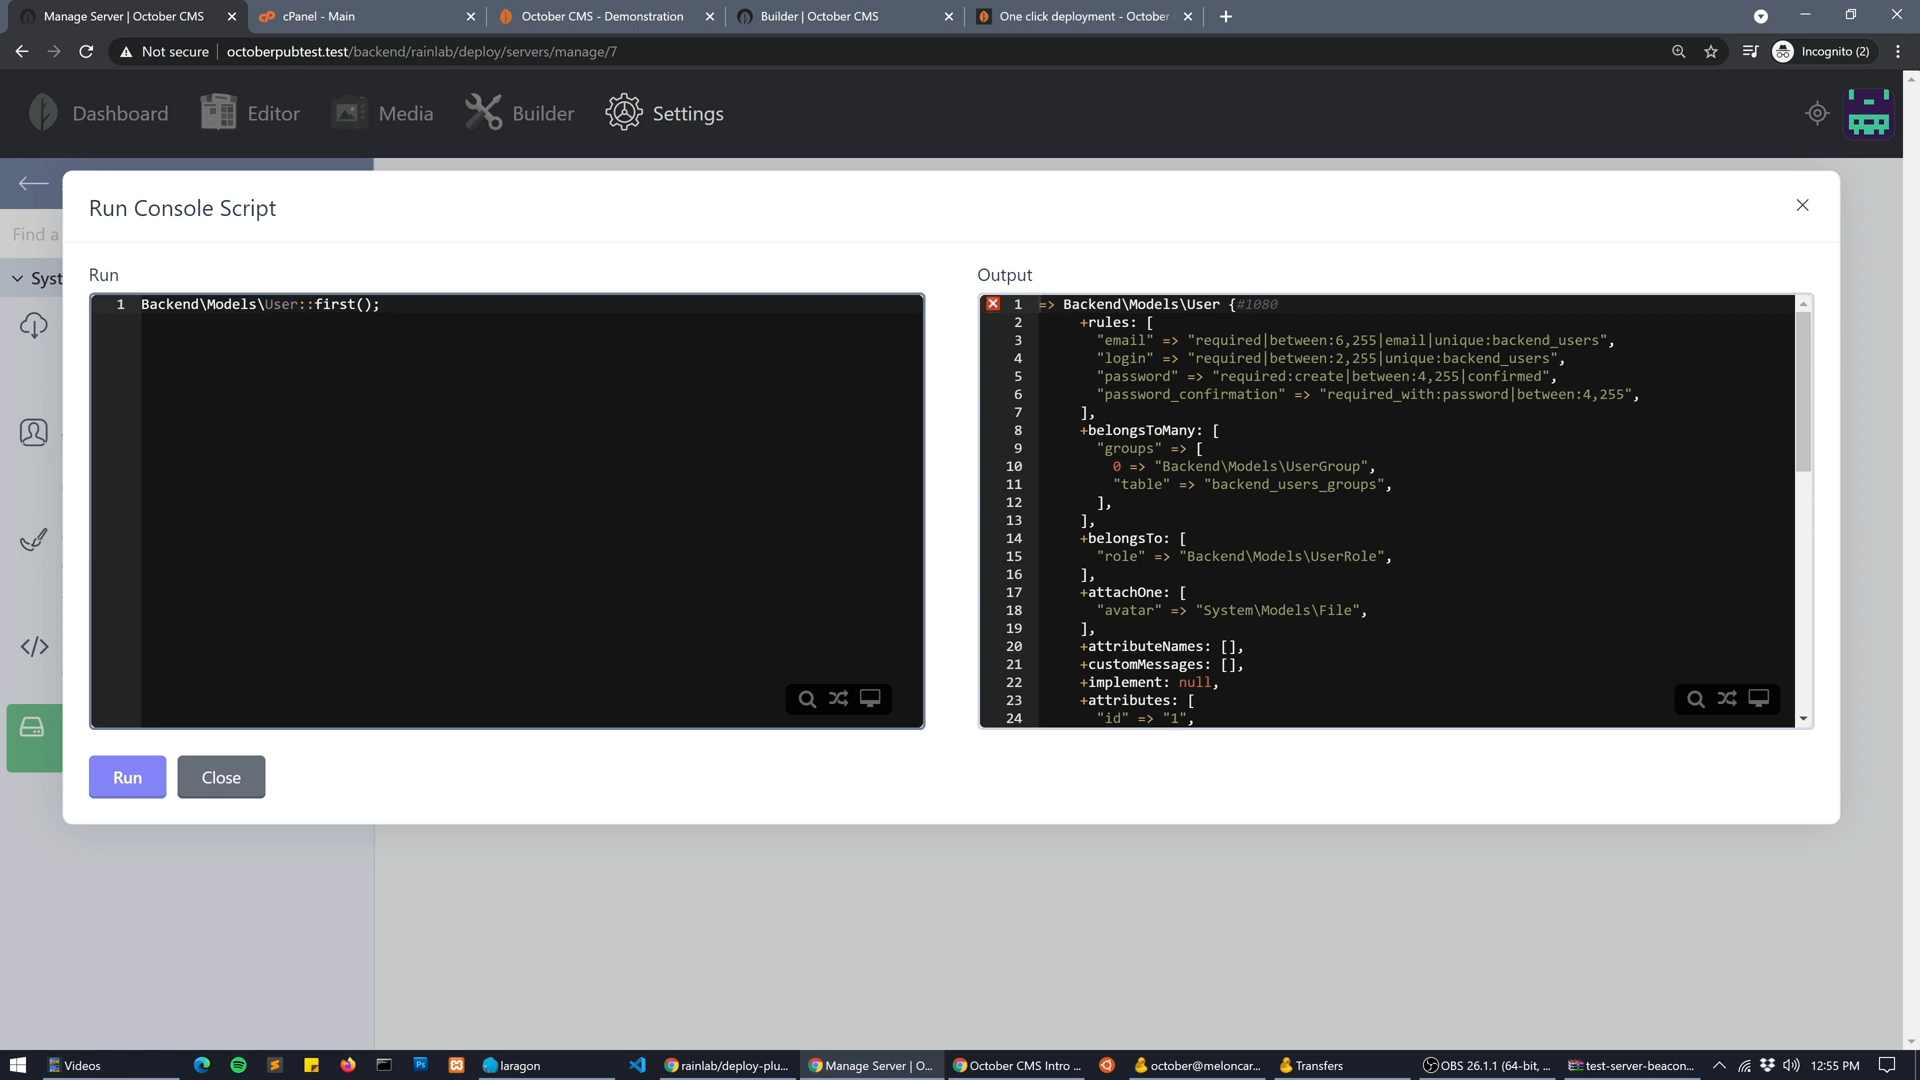 Manage Server | October CMS
cPanel - Main
October CMS - Demonstration
Builder | October CMS
One click deployment - October
Not secure
octoberpubtest.test/backend/rainlab/deploy/servers/manage/7
Incognito (2)
Dashboard
Editor
Media
Builder
Settings
Find a
Syst
Run Console Script
Run
1 Backend\Models\User::first();
Output
1 => Backend\Models\User {#1080
2 +rules: [
3 "email" => "required|between:6,255|email|unique:backend_users",
4 "login" => "required|between:2,255|unique:backend_users",
5 "password" => "required:create|between:4,255|confirmed",
6 "password_confirmation" => "required_with:password|between:4,255",
7 ],
8 +belongsToMany: [
9 "groups" => [
10 0 => "Backend\Models\UserGroup",
11 "table" => "backend_users_groups",
12 ],
13 ],
14 +belongsTo: [
15 "role" => "Backend\Models\UserRole",
16 ],
17 +attachOne: [
18 "avatar" => "System\Models\File",
19 ],
20 +attributeNames: [],
21 +customMessages: [],
22 +implement: null,
23 +attributes: [
24 "id" => "1",
Run
Close
Videos
Ps
laragon
rainlab/deploy-plu...
Manage Server | O...
October CMS Intro ...
october@meloncar...
Transfers
OBS 26.1.1 (64-bit, ...
test-server-beacon...
12:55 PM